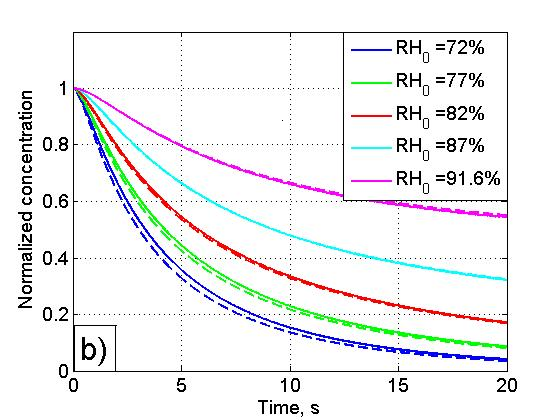 RH0 =72%
RH0 =77%
RH0 =82%
RH0 =87%
RH0 =91.6%
1
0.8
0.6
0.4
0.2
0
Normalized concentration
b)
0 5 10 15 20
Time, s